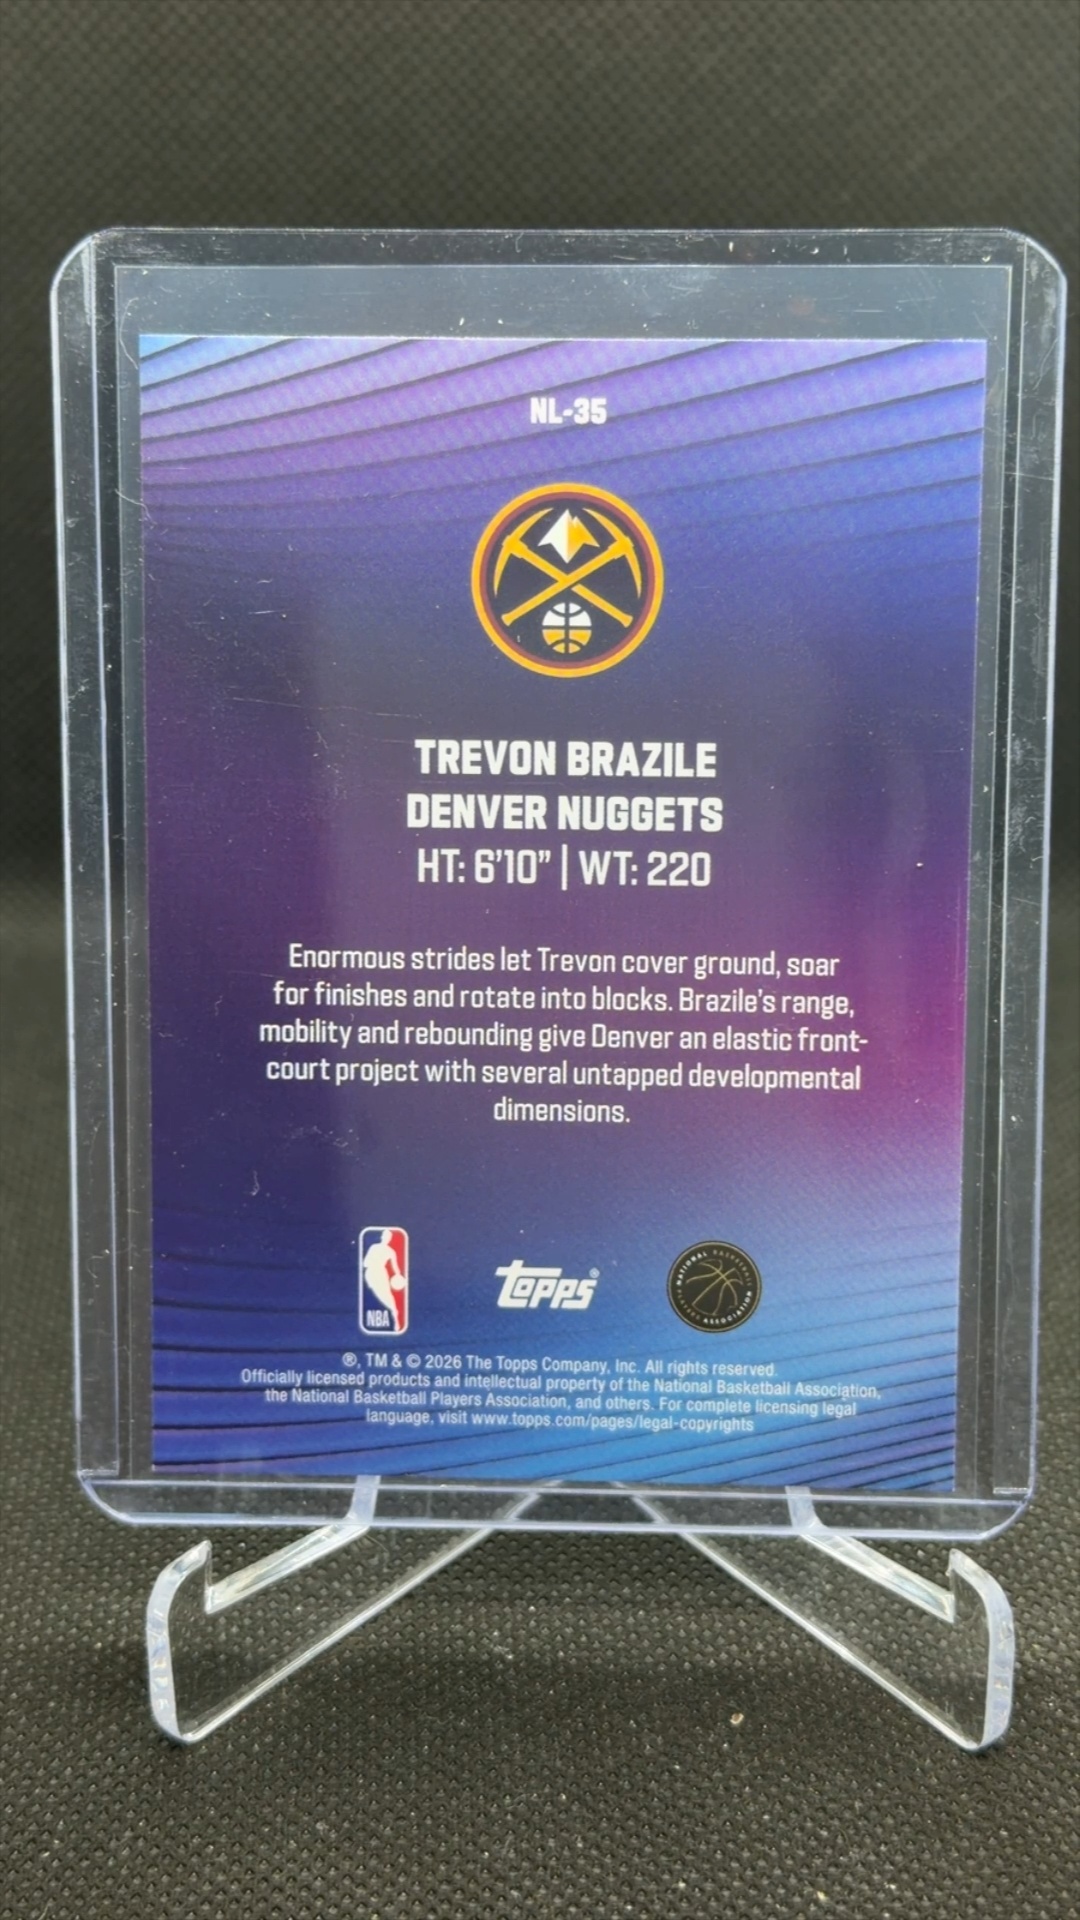 NL-35
TREVON BRAZILE
DENVER NUGGETS
HT: 6'10" | WT: 220
Enormous strides let Trevon cover ground, soar
for finishes and rotate into blocks. Brazile's range,
mobility and rebounding give Denver an elastic front-
court project with several untapped developmental
dimensions.
NBA
Topps®
NATIONAL BASKETBALL PLAYERS ASSOCIATION
®, TM & © 2026 The Topps Company, Inc. All rights reserved.
Officially licensed products and intellectual property of the National Basketball Association,
the National Basketball Players Association, and others. For complete licensing legal
language, visit www.topps.com/pages/legal-copyrights